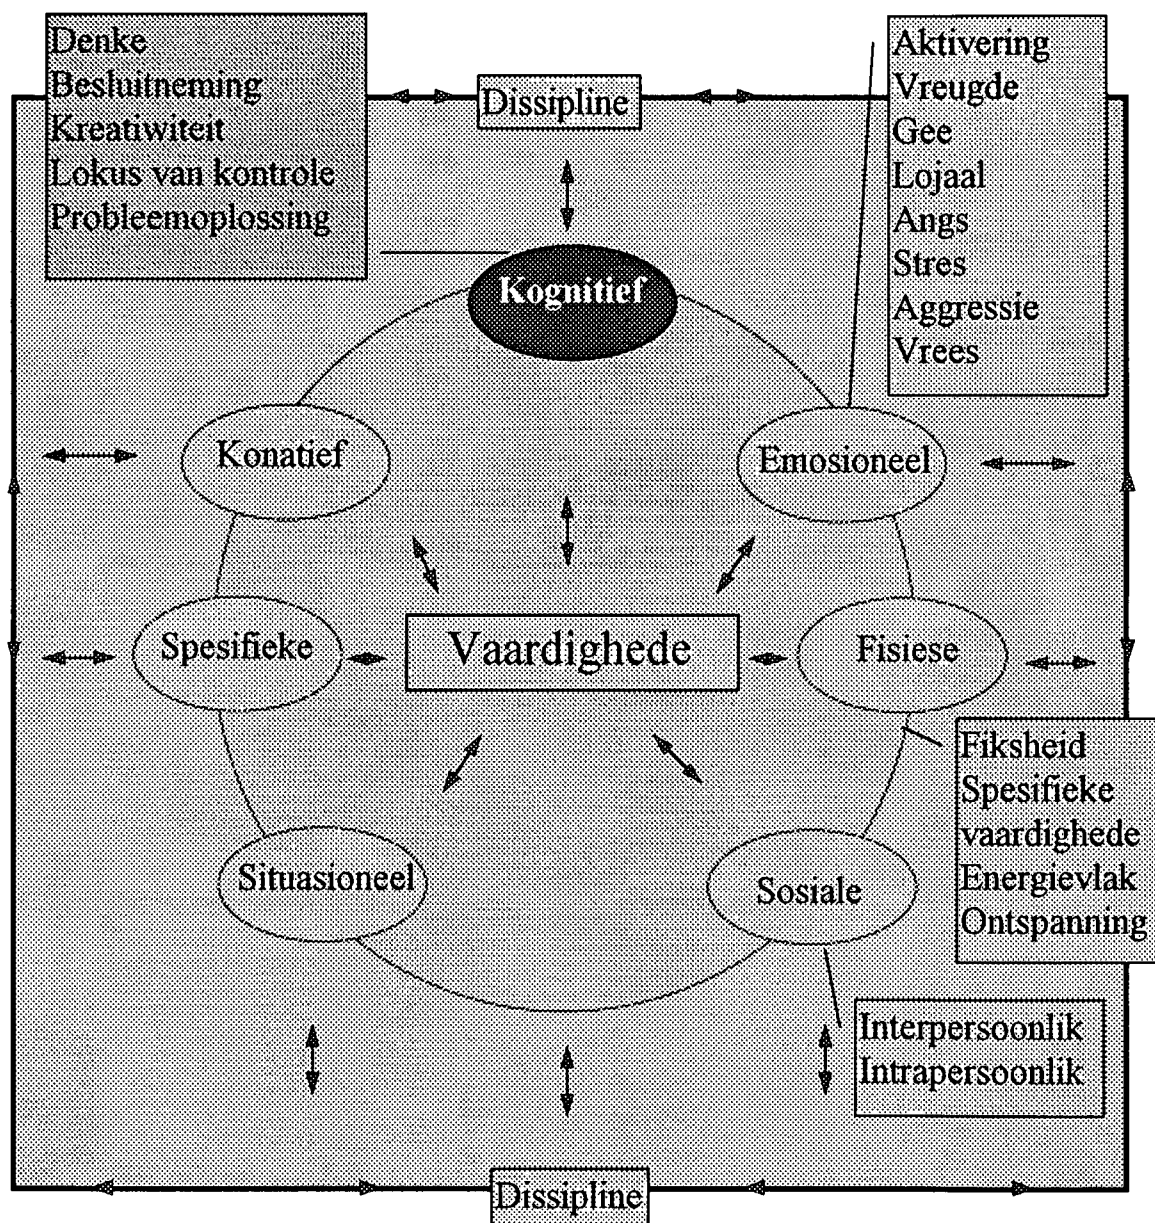 Denke
Besluitneming
Kreatiwiteit
Lokus van kontrole
Probleemoplossing
Dissipline
Aktivering
Vreugde
Gee
Lojaal
Angs
Stres
Aggressie
Vrees
Kognitief
Konatief
Emosioneel
Spesifieke
Vaardighede
Fisiese
Fiksheid
Spesifieke
vaardighede
Energievlak
Ontspanning
Situasioneel
Sosiale
Interpersoonlik
Intrapersoonlik
Dissipline